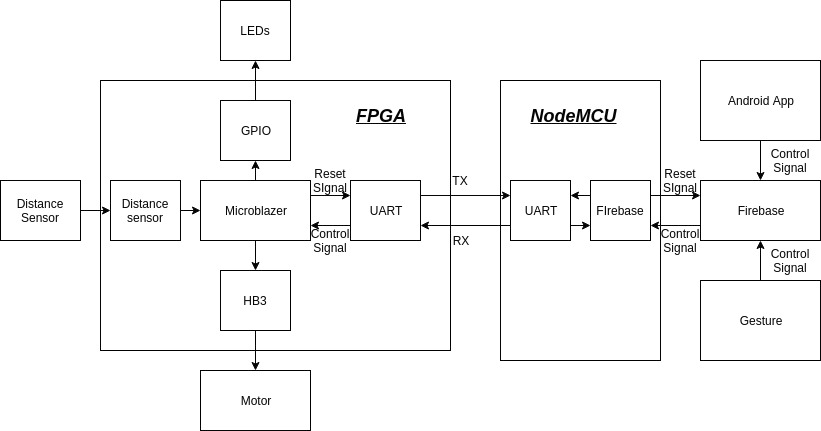 LEDs
FPGA
NodeMCU
Android App
GPIO
Control
Signal
Reset
SIgnal
TX
Reset
SIgnal
Distance
Sensor
Distance
sensor
Microblazer
UART
UART
FIrebase
Firebase
Control
Signal
RX
Control
Signal
Control
Signal
HB3
Gesture
Motor